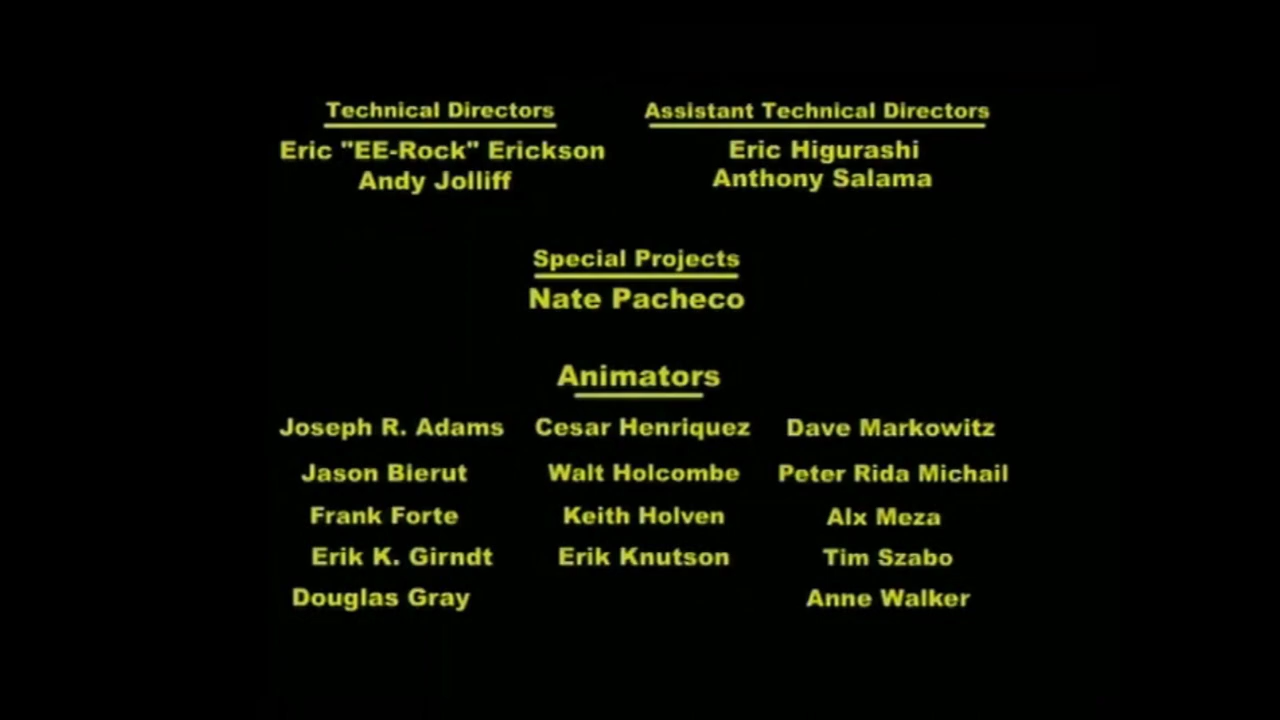 Technical Directors
Eric "EE-Rock" Erickson
Andy Jolliff
Assistant Technical Directors
Eric Higurashi
Anthony Salama
Special Projects
Nate Pacheco
Animators
Joseph R. Adams Cesar Henriquez Dave Markowitz
Jason Bierut Walt Holcombe Peter Rida Michail
Frank Forte Keith Holven Alx Meza
Erik K. Girndt Erik Knutson Tim Szabo
Douglas Gray Anne Walker